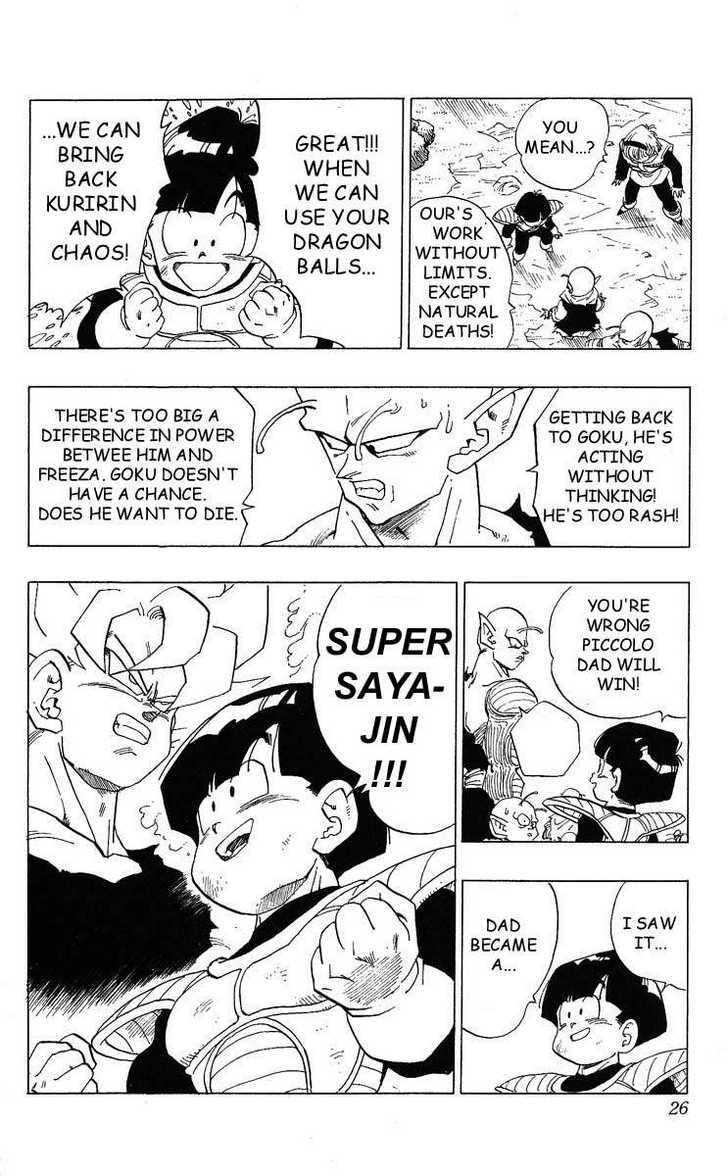 YOU
MEAN...?
OUR'S
WORK
WITHOUT
LIMITS.
EXCEPT
NATURAL
DEATHS!
GREAT!!!
WHEN
WE CAN
USE YOUR
DRAGON
BALLS...
...WE CAN
BRING
BACK
KURIRIN
AND
CHAOS!
GETTING BACK
TO GOKU, HE'S
ACTING
WITHOUT
THINKING!
HE'S TOO RASH!
THERE'S TOO BIG A
DIFFERENCE IN POWER
BETWEE HIM AND
FREEZA. GOKU DOESN'T
HAVE A CHANCE.
DOES HE WANT TO DIE.
YOU'RE
WRONG
PICCOLO
DAD WILL
WIN!
I SAW
IT...
DAD
BECAME
A...
SUPER
SAYA-
JIN
!!!
26